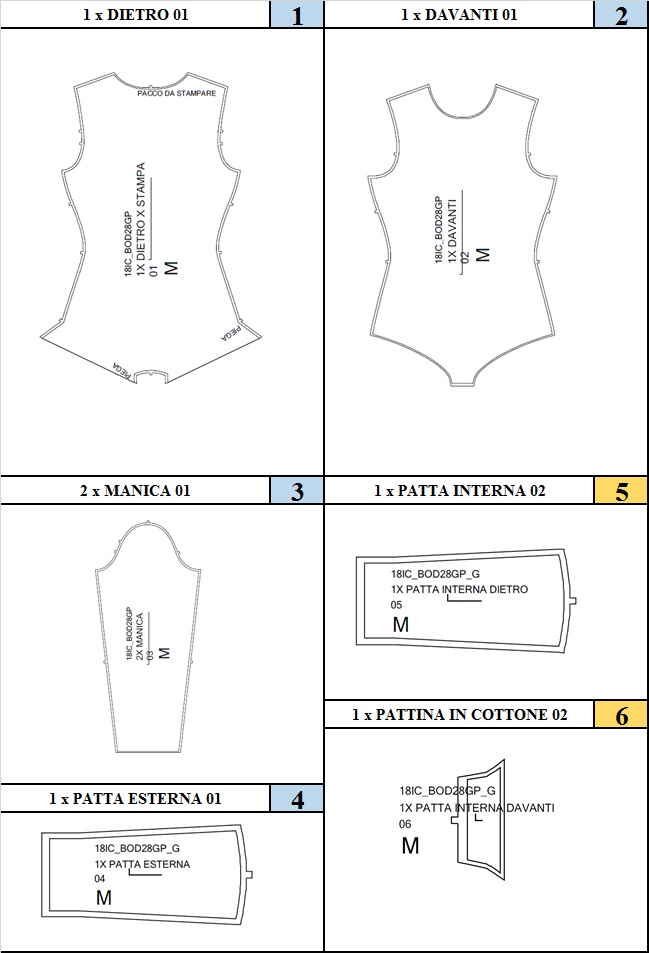 1 x DIETRO 01
1
PACCO DA STAMPARE
18IC_BOD28GP
1X DIETRO X STAMPA
01
M
PIEGA
PIEGA
1 x DAVANTI 01
2
18IC_BOD28GP
1X DAVANTI
02
M
2 x MANICA 01
3
18IC_BOD28GP
2X MANICA
03
M
1 x PATTA ESTERNA 01
4
18IC_BOD28GP_G
1X PATTA ESTERNA
04
M
1 x PATTA INTERNA 02
5
18IC_BOD28GP_G
1X PATTA INTERNA DIETRO
05
M
1 x PATTINA IN COTTONE 02
6
18IC_BOD28GP_G
1X PATTA INTERNA DAVANTI
06
M